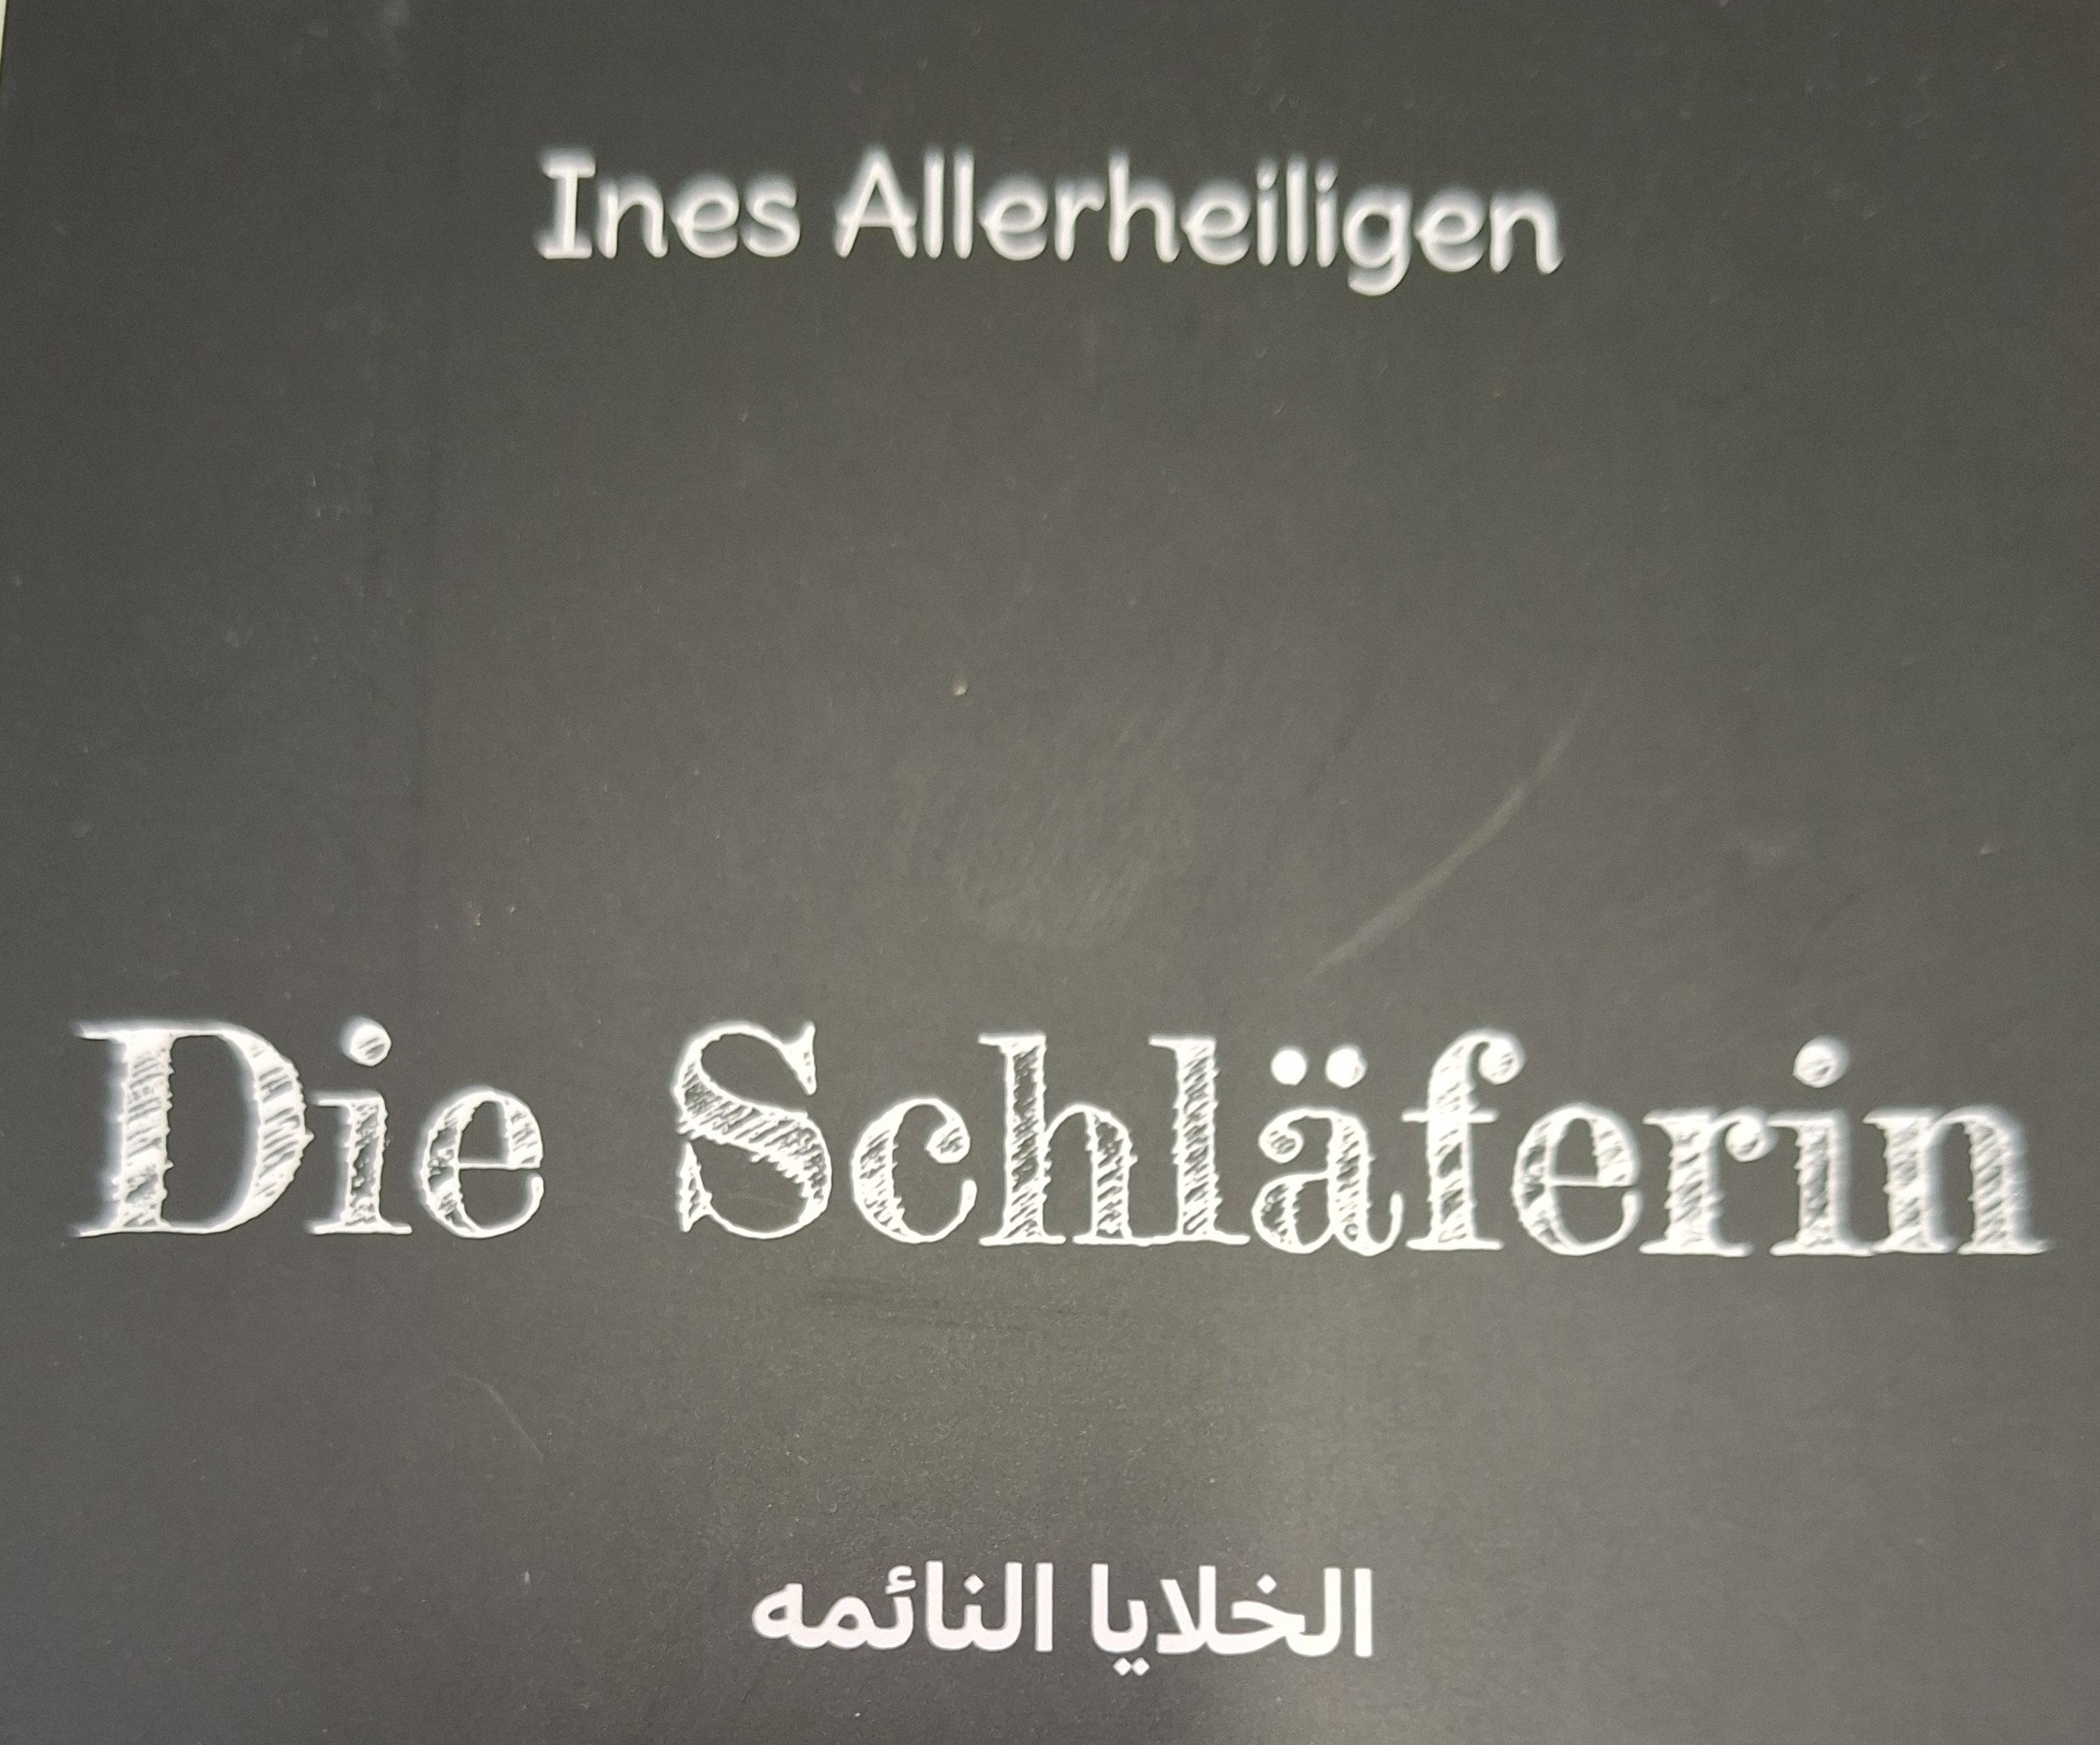 Ines Allerheiligen
Die Schläferin
الخلايا النائمه